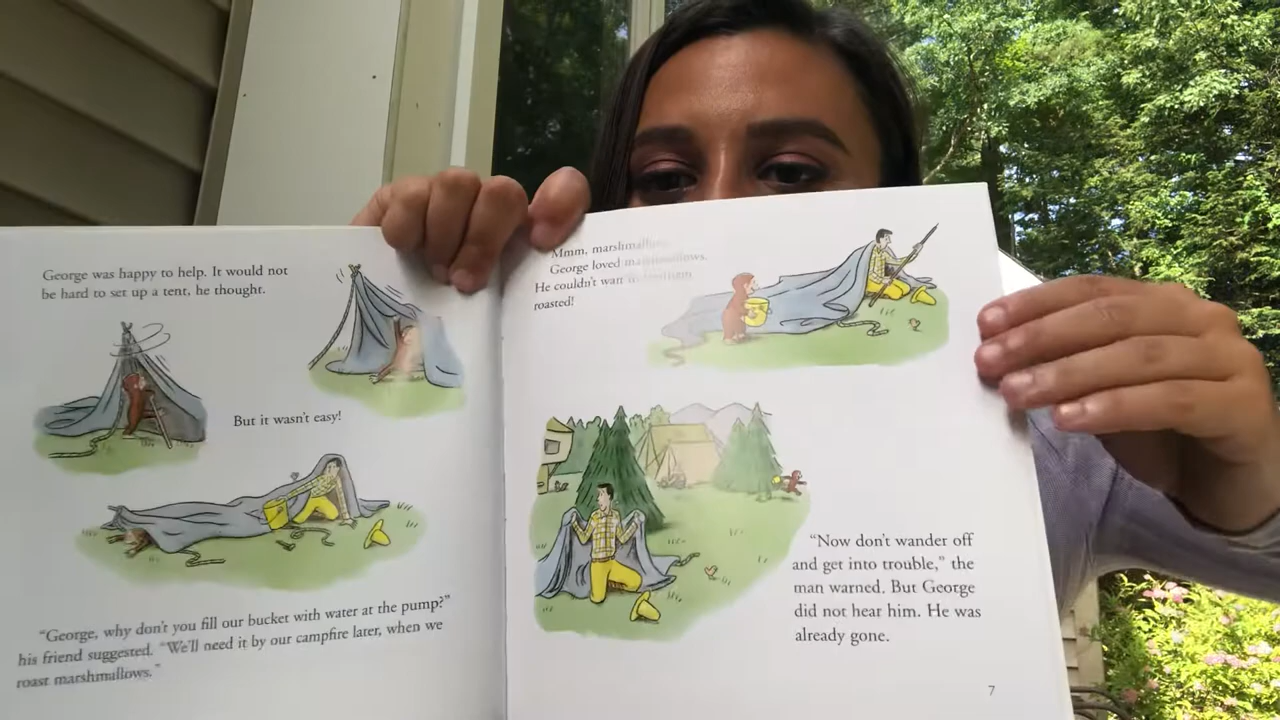 George was happy to help. It would not
be hard to set up a tent, he thought.
But it wasn't easy!
"George, why don't you fill our bucket with water at the pump?"
his friend suggested. "We'll need it by our campfire later, when we
roast marshmallows."
Mmm, marshmallows.
George loved marshmallows.
He couldn't wait
roasted!
"Now don't wander off
and get into trouble," the
man warned. But George
did not hear him. He was
already gone.
7